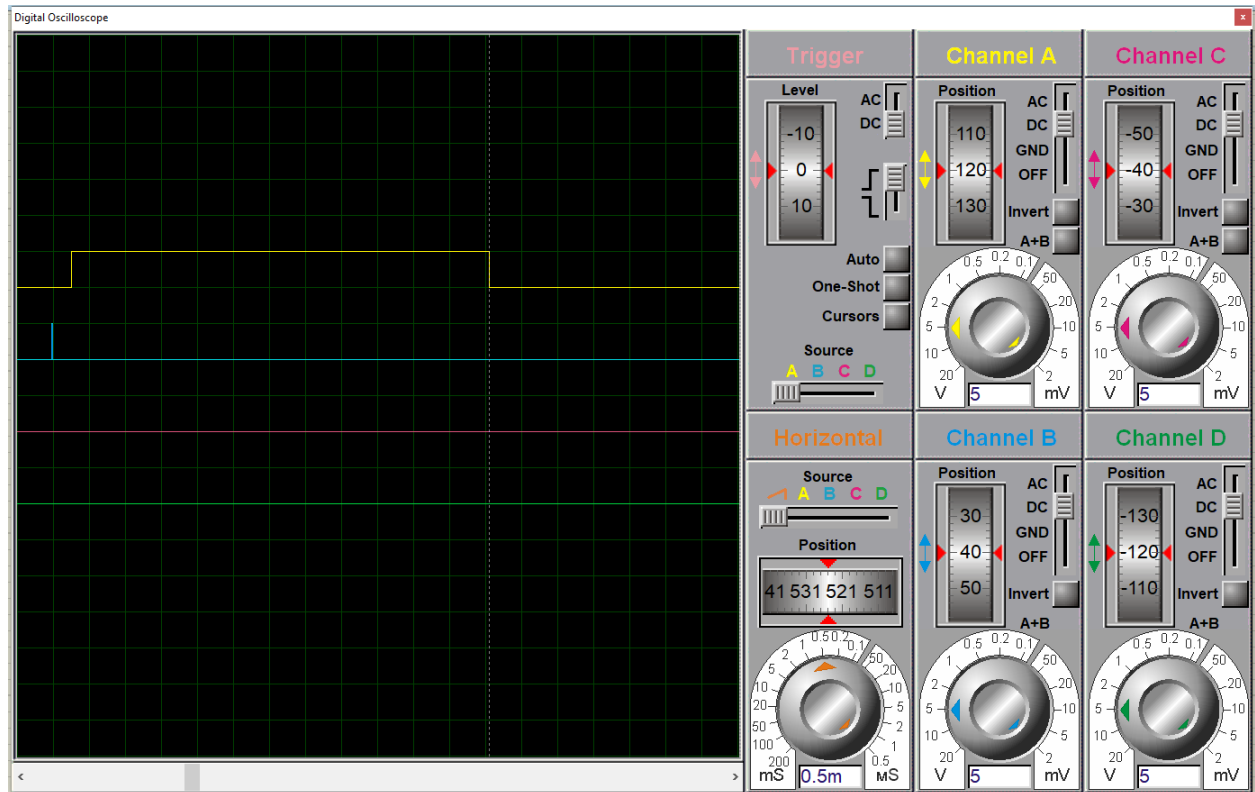 Digital Oscilloscope
x
Trigger
Level
AC
DC
-10
0
10
Auto
One-Shot
Cursors
Source
A B C D
Channel A
Position
AC
DC
GND
OFF
110
120
130
Invert
A+B
20 10 5 2 1 0.5 0.2 0.1 50 20 10 5 2
V 5 mV
Channel C
Position
AC
DC
GND
OFF
-50
-40
-30
Invert
A+B
20 10 5 2 1 0.5 0.2 0.1 50 20 10 5 2
V 5 mV
Horizontal
Source
A B C D
Position
41 531 521 511
200 100 50 20 10 5 2 1 0.5 0.2 0.1 50 20 10 5 2 1 0.5
mS 0.5m мS
Channel B
Position
AC
DC
GND
OFF
30
40
50
Invert
A+B
20 10 5 2 1 0.5 0.2 0.1 50 20 10 5 2
V 5 mV
Channel D
Position
AC
DC
GND
OFF
-130
-120
-110
Invert
A+B
20 10 5 2 1 0.5 0.2 0.1 50 20 10 5 2
V 5 mV